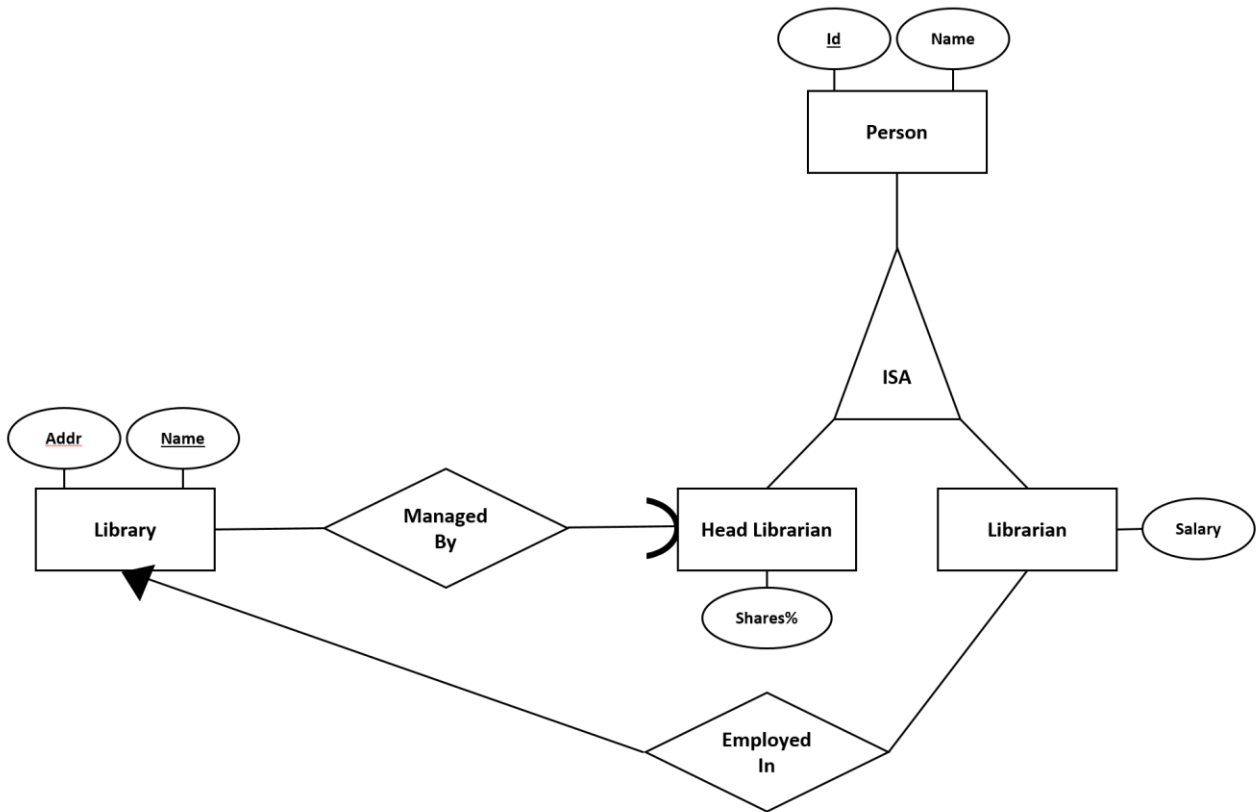 Id
Name
Person
ISA
Addr
Name
Library
Managed
By
Head Librarian
Librarian
Salary
Shares%
Employed
In